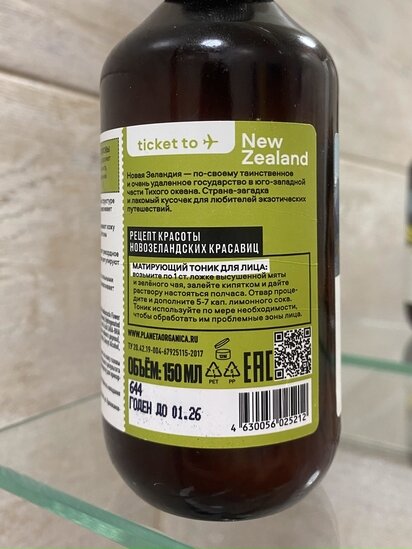 ticket to
New
Zealand
Новая Зеландия — по-своему таинственное
и очень удаленное государство в юго-западной
части Тихого океана. Страна-загадка
и лакомый кусочек для любителей экзотических
путешествий.
РЕЦЕПТ КРАСОТЫ
НОВОЗЕЛАНДСКИХ КРАСАВИЦ
МАТИРУЮЩИЙ ТОНИК ДЛЯ ЛИЦА:
возьмите по 1 ст. ложке высушенной мяты
и зелёного чая, залейте кипятком и дайте
раствору настояться полчаса. Отвар проце-
дите и дополните 5-7 кап. лимонного сока.
Тоник используйте по мере необходимости,
чтобы обработать им проблемные зоны лица.
WWW.PLANETAORGANICA.RU
ТУ 20.42.19-004-67925115-2017
ОБЪЁМ: 150 МЛ
PET
PP
12M
EAC
644
ГОДЕН ДО 01.26
4 630056 025212